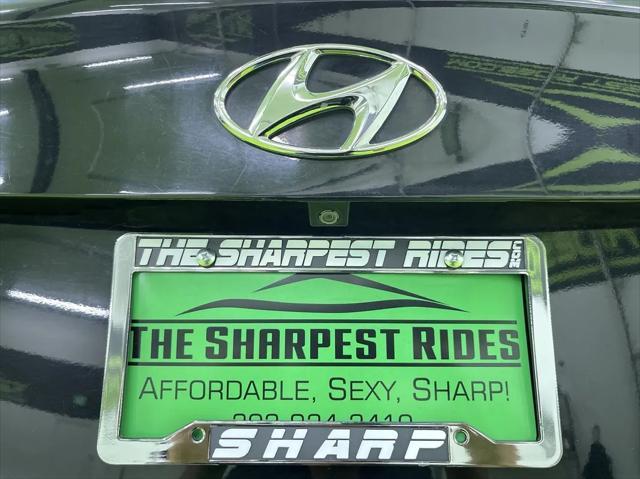 THE SHARPEST RIDES.COM
THE SHARPEST RIDES
AFFORDABLE, SEXY, SHARP!
SHARP